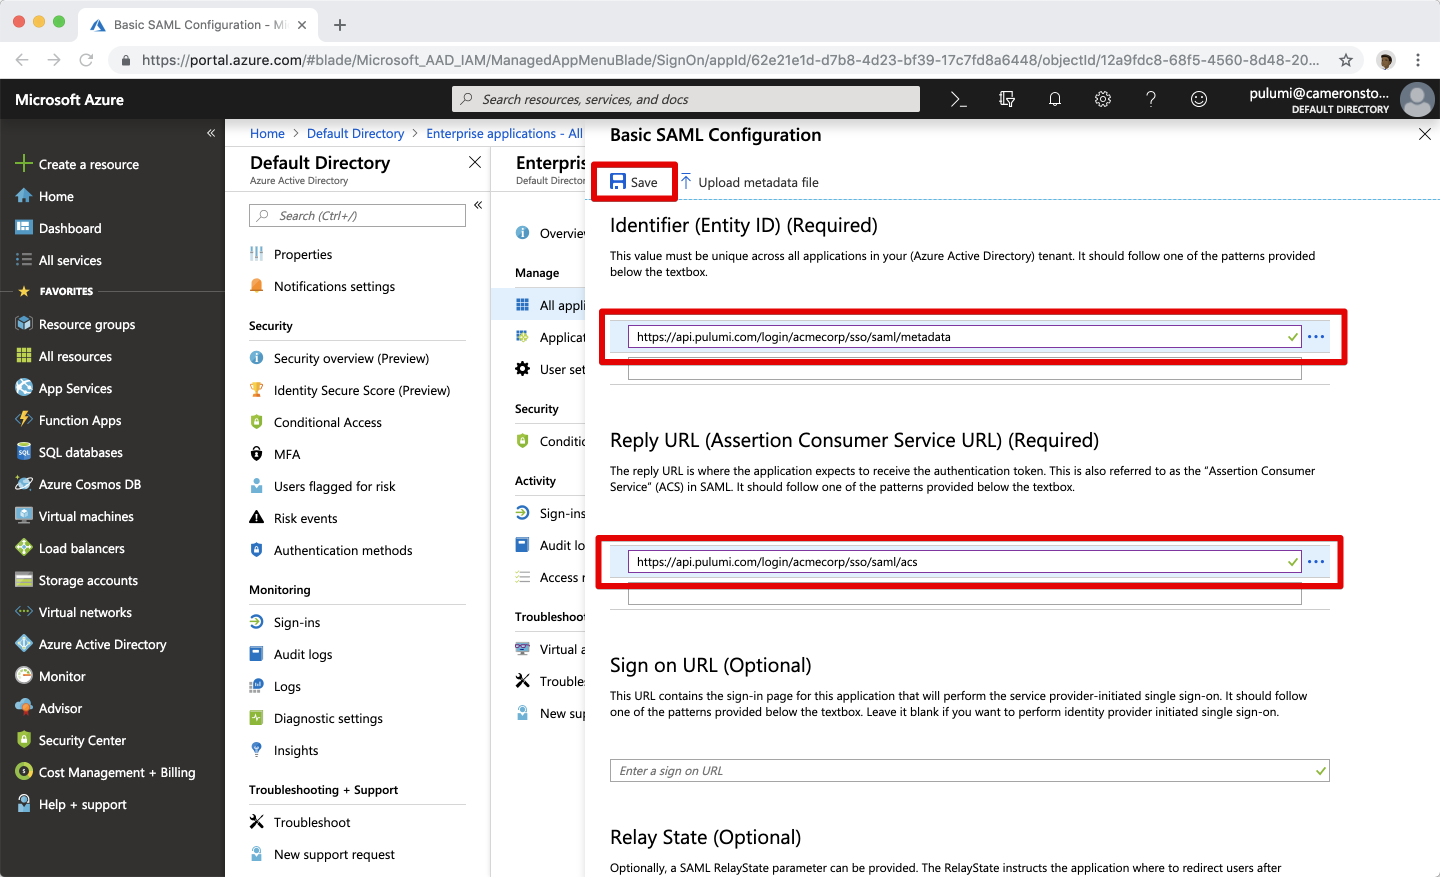 Basic SAML Configuration - Mi
https://portal.azure.com/#blade/Microsoft_AAD_IAM/ManagedAppMenuBlade/SignOn/appId/62e21e1d-d7b8-4d23-bf39-17c7fd8a6448/objectId/12a9fdc8-68f5-4560-8d48-20...
Microsoft Azure
Search resources, services, and docs
pulumi@cameronsto...
DEFAULT DIRECTORY
Create a resource
Home
Dashboard
All services
FAVORITES
Resource groups
All resources
App Services
Function Apps
SQL databases
Azure Cosmos DB
Virtual machines
Load balancers
Storage accounts
Virtual networks
Azure Active Directory
Monitor
Advisor
Security Center
Cost Management + Billing
Help + support
Home > Default Directory > Enterprise applications - All
Default Directory
Azure Active Directory
Search (Ctrl+/)
Properties
Notifications settings
Security
Security overview (Preview)
Identity Secure Score (Preview)
Conditional Access
MFA
Users flagged for risk
Risk events
Authentication methods
Monitoring
Sign-ins
Audit logs
Logs
Diagnostic settings
Insights
Troubleshooting + Support
Troubleshoot
New support request
Enterpris
Default Director
Overvie
Manage
All appli
Applicat
User set
Security
Conditio
Activity
Sign-ins
Audit lo
Access r
Troubleshoot
Virtual a
Troubles
New sup
Basic SAML Configuration
Save
Upload metadata file
Identifier (Entity ID) (Required)
This value must be unique across all applications in your (Azure Active Directory) tenant. It should follow one of the patterns provided
below the textbox.
https://api.pulumi.com/login/acmecorp/sso/saml/metadata
Reply URL (Assertion Consumer Service URL) (Required)
The reply URL is where the application expects to receive the authentication token. This is also referred to as the “Assertion Consumer
Service” (ACS) in SAML. It should follow one of the patterns provided below the textbox.
https://api.pulumi.com/login/acmecorp/sso/saml/acs
Sign on URL (Optional)
This URL contains the sign-in page for this application that will perform the service provider-initiated single sign-on. It should follow
one of the patterns provided below the textbox. Leave it blank if you want to perform identity provider initiated single sign-on.
Enter a sign on URL
Relay State (Optional)
Optionally, a SAML RelayState parameter can be provided. The RelayState instructs the application where to redirect users after